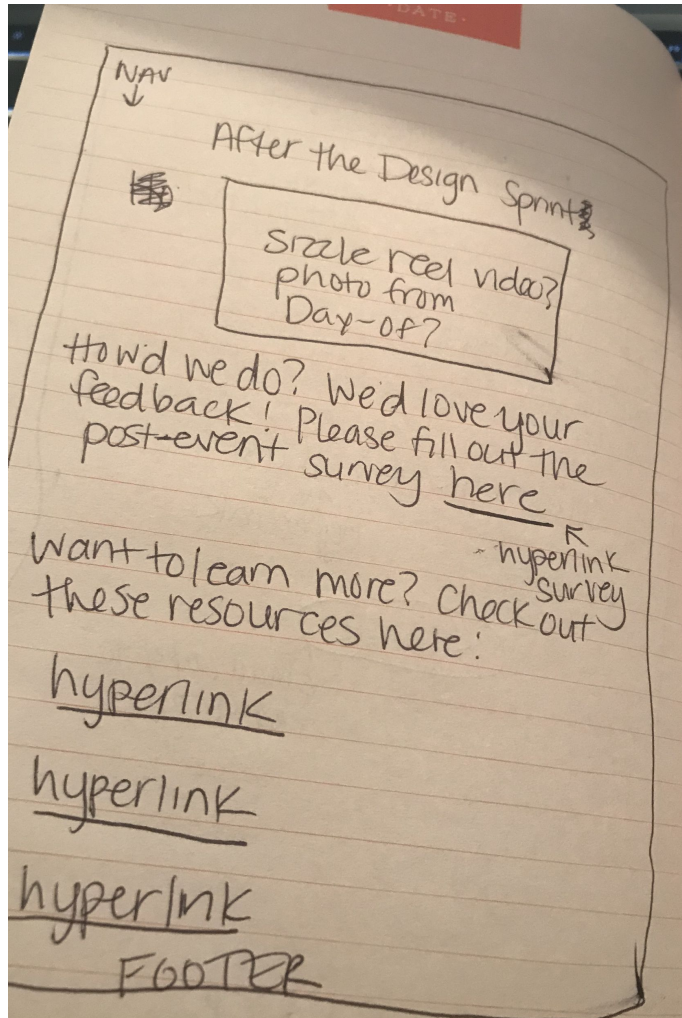 ·DATE·
NAV
After the Design Sprint
Sizzle reel video?
photo from
Day-of?
How'd we do? We'd love your
feedback! Please fill out the
post-event survey here
hyperlink
survey
Want to learn more? Check out
these resources here:
hyperlink
hyperlink
hyperlink
FOOTER